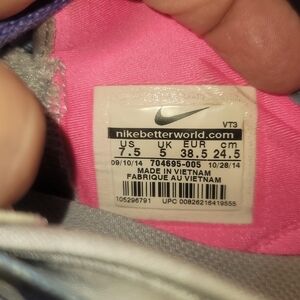 VT3
nikebetterworld.com
US UK EUR cm
7.5 5 38.5 24.5
09/10/14 704695-005 10/28/14
MADE IN VIETNAM
FABRIQUE AU VIETNAM
105296791 UPC 00826216419555